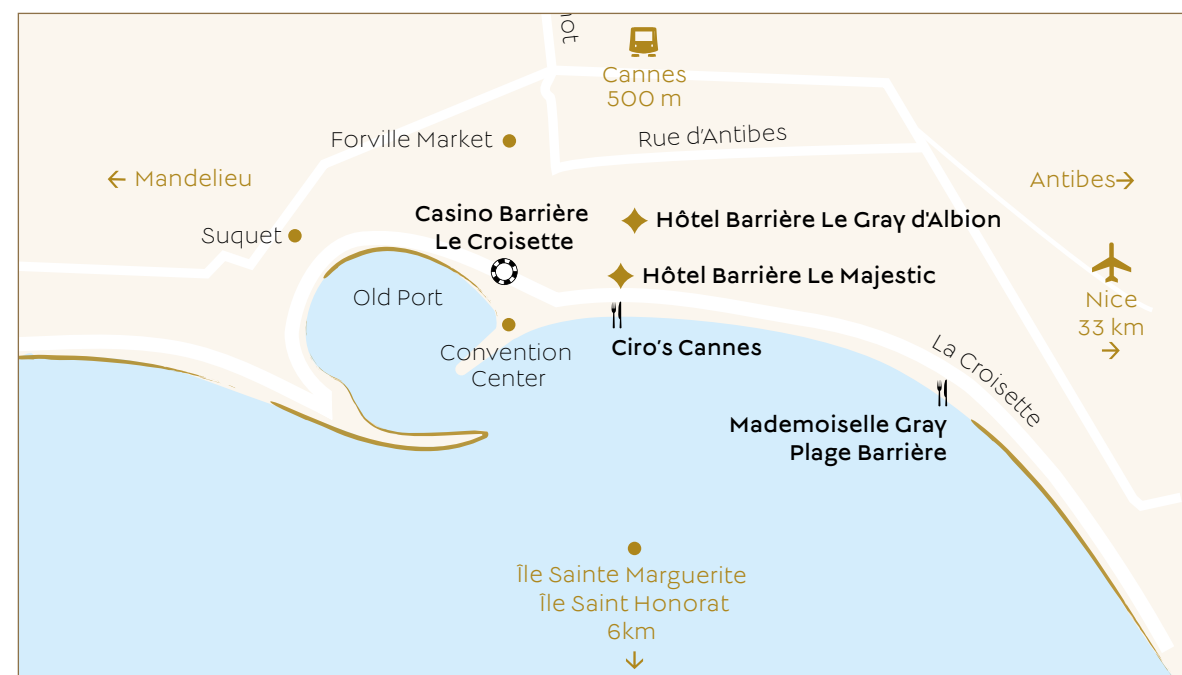 Cannes
500 m
Forville Market
Rue d'Antibes
← Mandelieu
Antibes→
Casino Barrière
Le Croisette
Hôtel Barrière Le Gray d'Albion
Suquet
Hôtel Barrière Le Majestic
Old Port
Nice
33 km
→
Convention
Center
Ciro's Cannes
La Croisette
Mademoiselle Gray
Plage Barrière
Île Sainte Marguerite
Île Saint Honorat
6km
↓